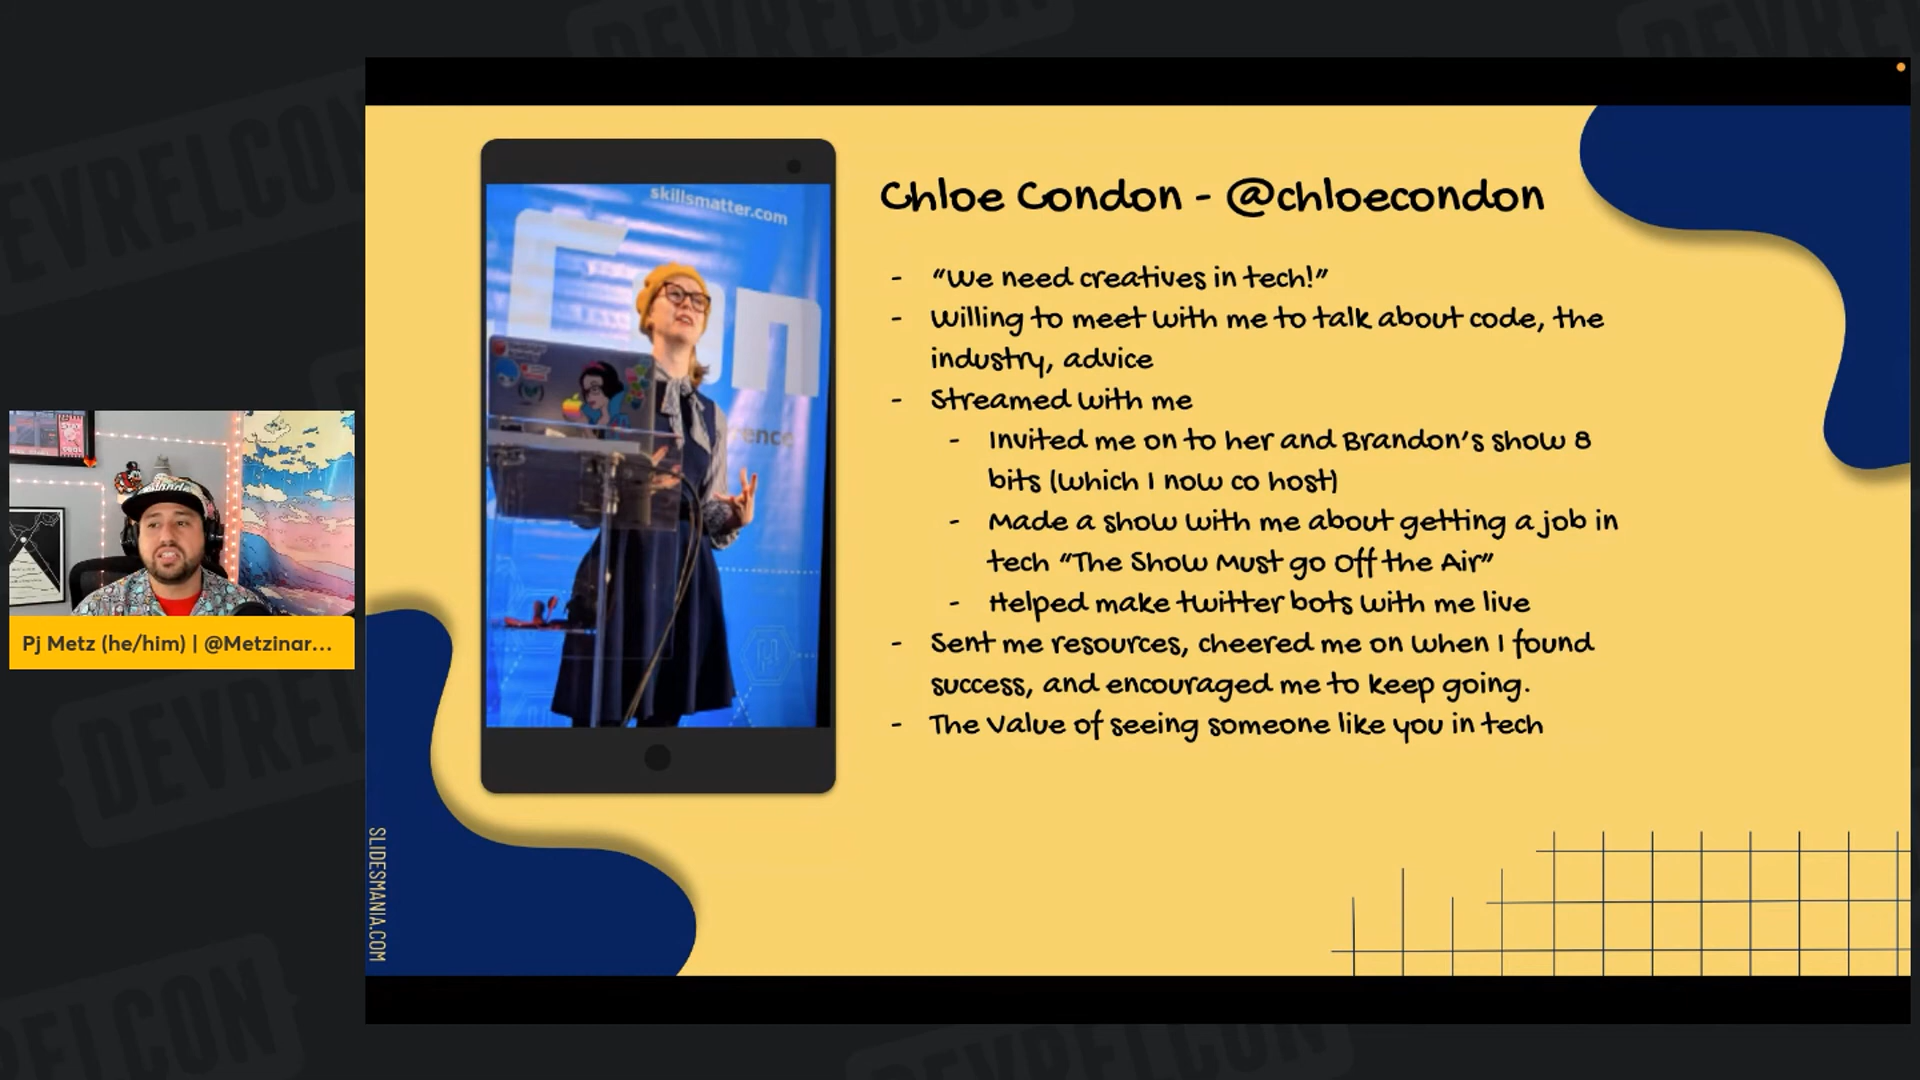 DEVRELCON
skillsmatter.com
Con
ence
Chloe Condon - @chloecondon
- “We need creatives in tech!”
- Willing to meet with me to talk about code, the
industry, advice
- Streamed with me
- Invited me on to her and Brandon’s show 8
bits (which I now co host)
- Made a show with me about getting a job in
tech “The Show Must go Off the Air”
- Helped make twitter bots with me live
- Sent me resources, cheered me on when I found
success, and encouraged me to keep going.
- The Value of seeing someone like you in tech
Pj Metz (he/him) | @Metzinar...
SLIDESMANIA.COM
DEVRELCON